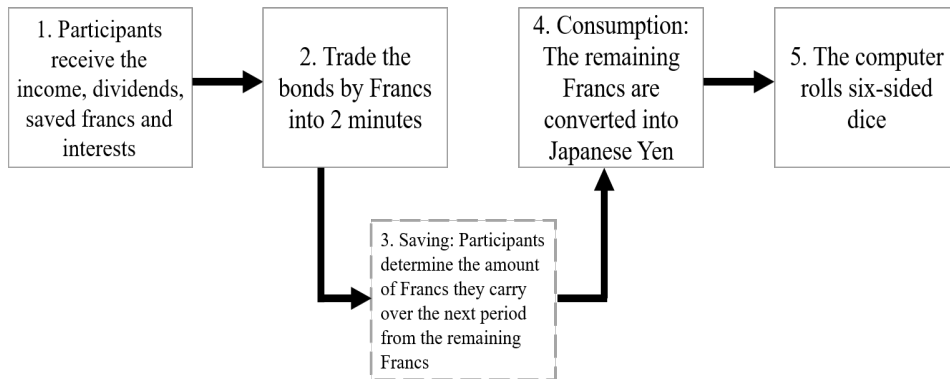 1. Participants
receive the
income, dividends,
saved francs and
interests
2. Trade the
bonds by Francs
into 2 minutes
3. Saving: Participants
determine the amount
of Francs they carry
over the next period
from the remaining
Francs
4. Consumption:
The remaining
Francs are
converted into
Japanese Yen
5. The computer
rolls six-sided
dice